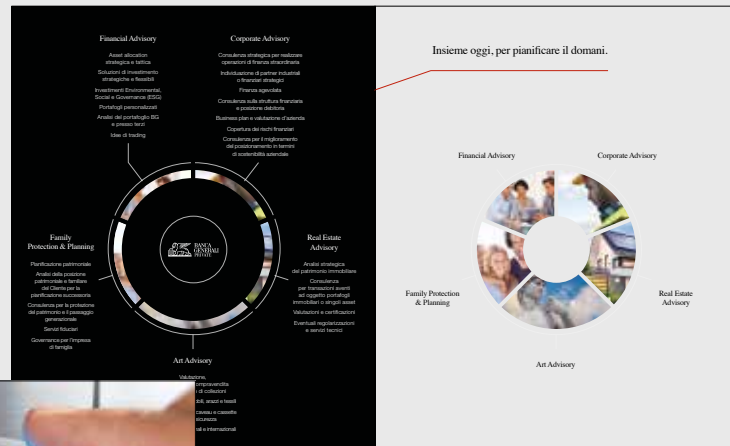 Financial Advisory
Asset allocation
strategica e tattica
Soluzioni di investimento
strategiche e flessibili
Investimenti Environmental,
Social e Governance (ESG)
Portafogli personalizzati
Analisi del portafoglio BG
e presso terzi
Idee di trading
Corporate Advisory
Consulenza strategica per realizzare
operazioni di finanza straordinaria
Individuazione di partner industriali
o finanziari strategici
Finanza agevolata
Consulenza sulla struttura finanziaria
e posizione debitoria
Business plan e valutazione d'azienda
Copertura dei rischi finanziari
Consulenza per il miglioramento
del posizionamento in termini
di sostenibilità aziendale
BANCA
GENERALI
PRIVATE
Family
Protection & Planning
Pianificazione patrimoniale
Analisi della posizione
patrimoniale e familiare
del Cliente per la
pianificazione successoria
Consulenza per la protezione
del patrimonio e il passaggio
generazionale
Servizi fiduciari
Governance per l'impresa
di famiglia
Real Estate
Advisory
Analisi strategica
del patrimonio immobiliare
Consulenza
per transazioni aventi
ad oggetto portafogli
immobiliari o singoli asset
Valutazioni e certificazioni
Eventuali regolarizzazioni
e servizi tecnici
Art Advisory
Valutazione,
compravendita
di collezioni
arazzi e tessili
caveau e cassette
sicurezza
e internazionali
Insieme oggi, per pianificare il domani.
Financial Advisory
Corporate Advisory
Family Protection
& Planning
Real Estate
Advisory
Art Advisory